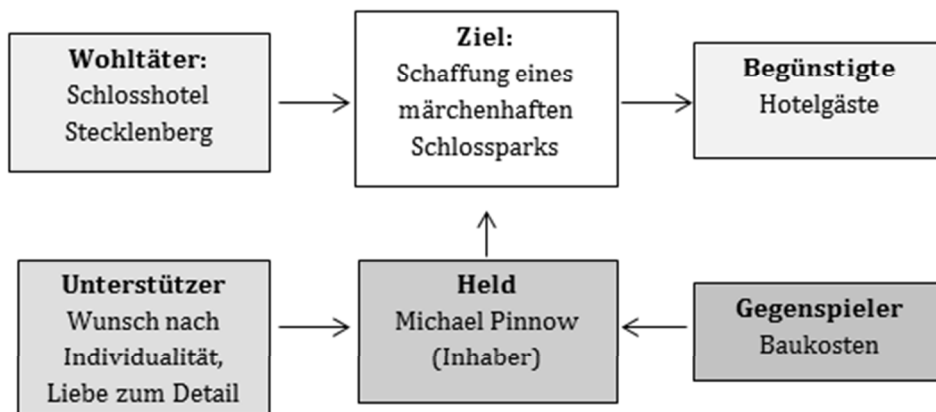 Wohltäter:
Schlosshotel
Stecklenberg
Ziel:
Schaffung eines
märchenhaften
Schlossparks
Begünstigte
Hotelgäste
Unterstützer
Wunsch nach
Individualität,
Liebe zum Detail
Held
Michael Pinnow
(Inhaber)
Gegenspieler
Baukosten